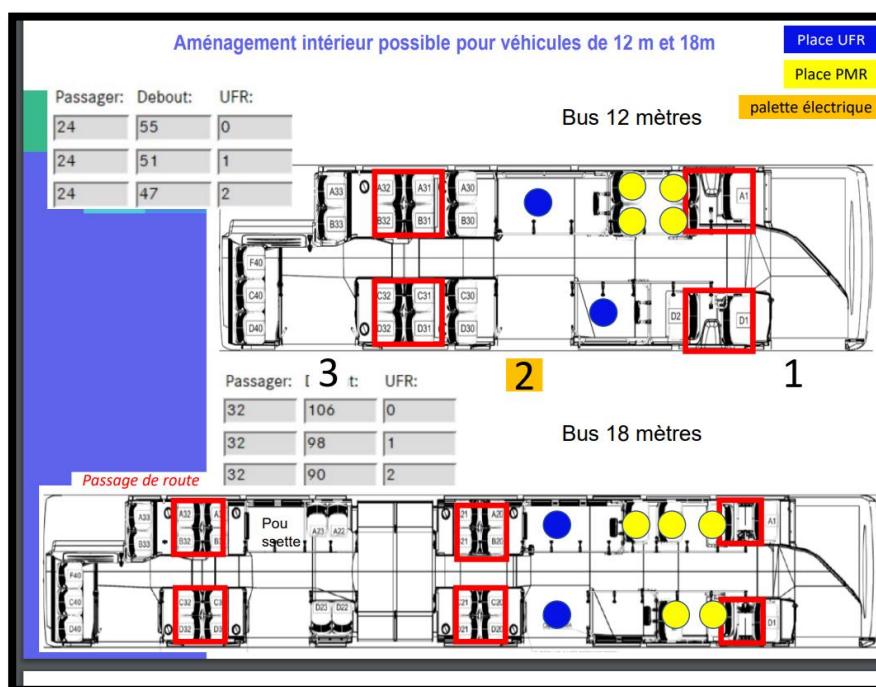 Aménagement intérieur possible pour véhicules de 12 m et 18m
Place UFR
Place PMR
palette électrique
Passager: Debout: UFR:
24 55 0
24 51 1
24 47 2
Bus 12 mètres
A33 A32 A31 A30 A1
B33 B32 B31 B30
F40
C40 C32 C31 C30
D40 D32 D31 D30 D2 D1
3 2 1
Passager: t: UFR:
32 106 0
32 98 1
32 90 2
Bus 18 mètres
Passage de route
A33 A32 A23 A22 A20 A1
B33 B32 B20
Pou
ssette
F40
C40 C32 C21 C20
D40 D32 D23 D22 D21 D20 D1